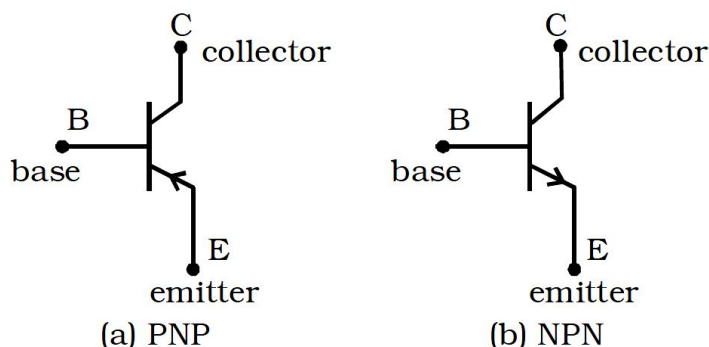 C
collector
B
base
E
emitter
(a) PNP
C
collector
B
base
E
emitter
(b) NPN